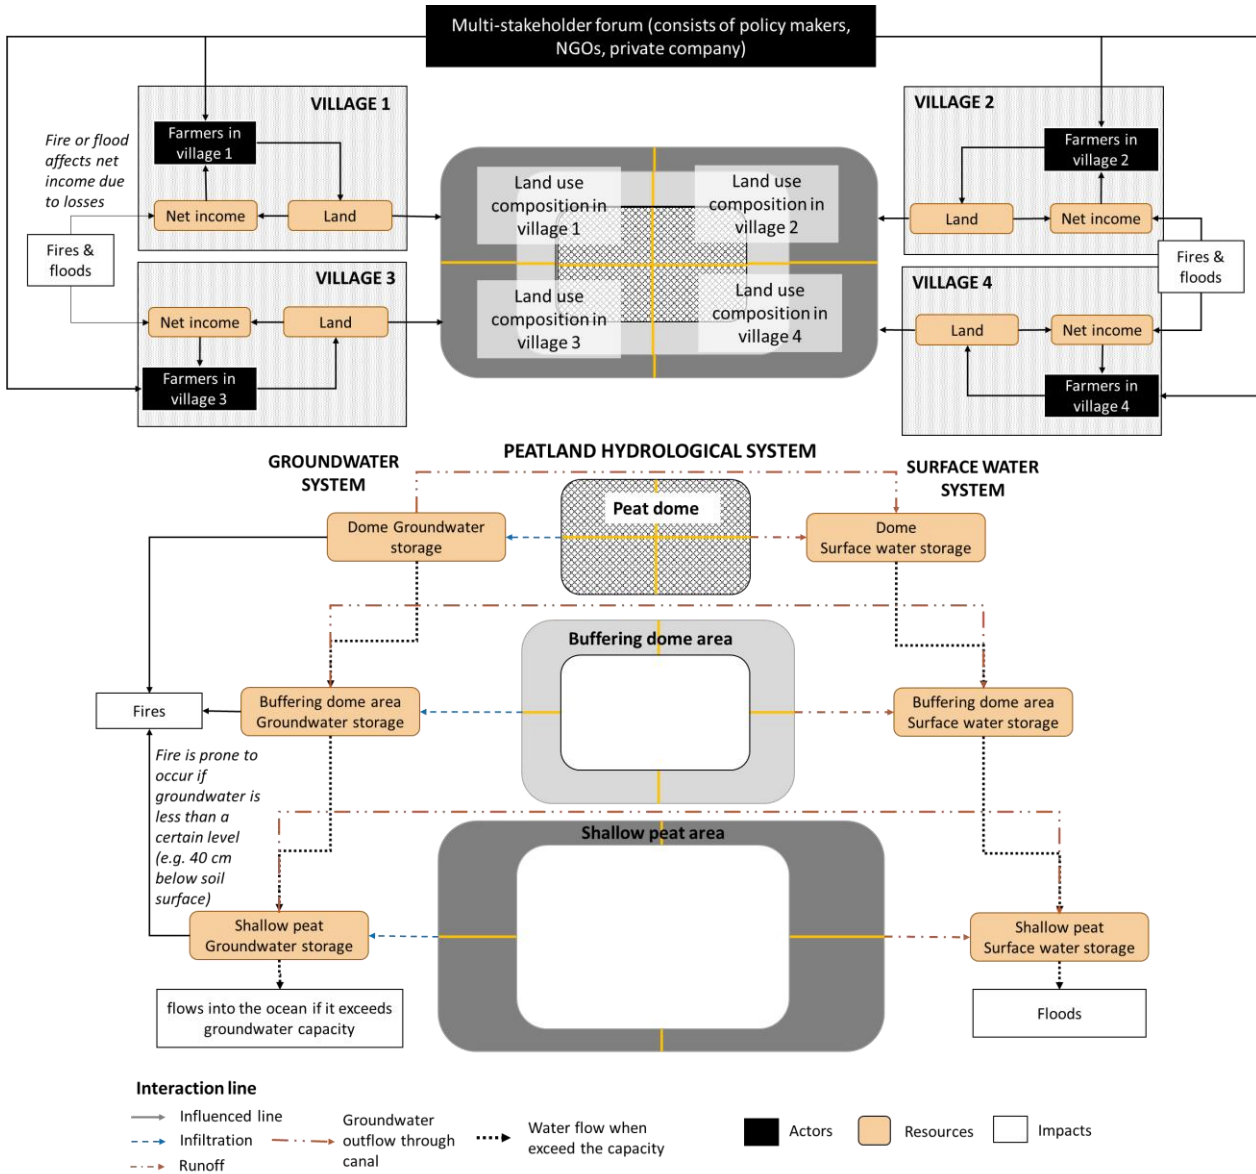 Multi-stakeholder forum (consists of policy makers,
NGOs, private company)
VILLAGE 1
Farmers in
village 1
Net income
Land
Fire or flood
affects net
income due
to losses
Fires &
floods
VILLAGE 3
Net income
Land
Farmers in
village 3
Land use
composition in
village 1
Land use
composition in
village 2
Land use
composition in
village 3
Land use
composition in
village 4
VILLAGE 2
Farmers in
village 2
Land
Net income
Fires &
floods
VILLAGE 4
Land
Net income
Farmers in
village 4
PEATLAND HYDROLOGICAL SYSTEM
GROUNDWATER
SYSTEM
SURFACE WATER
SYSTEM
Dome Groundwater
storage
Peat dome
Dome
Surface water storage
Buffering dome area
Fires
Buffering dome area
Groundwater storage
Buffering dome area
Surface water storage
Fire is prone to
occur if
groundwater is
less than a
certain level
(e.g. 40 cm
below soil
surface)
Shallow peat area
Shallow peat
Groundwater storage
Shallow peat
Surface water storage
flows into the ocean if it exceeds
groundwater capacity
Floods
Interaction line
Influenced line
Infiltration
Runoff
Groundwater
outflow through
canal
Water flow when
exceed the capacity
Actors
Resources
Impacts